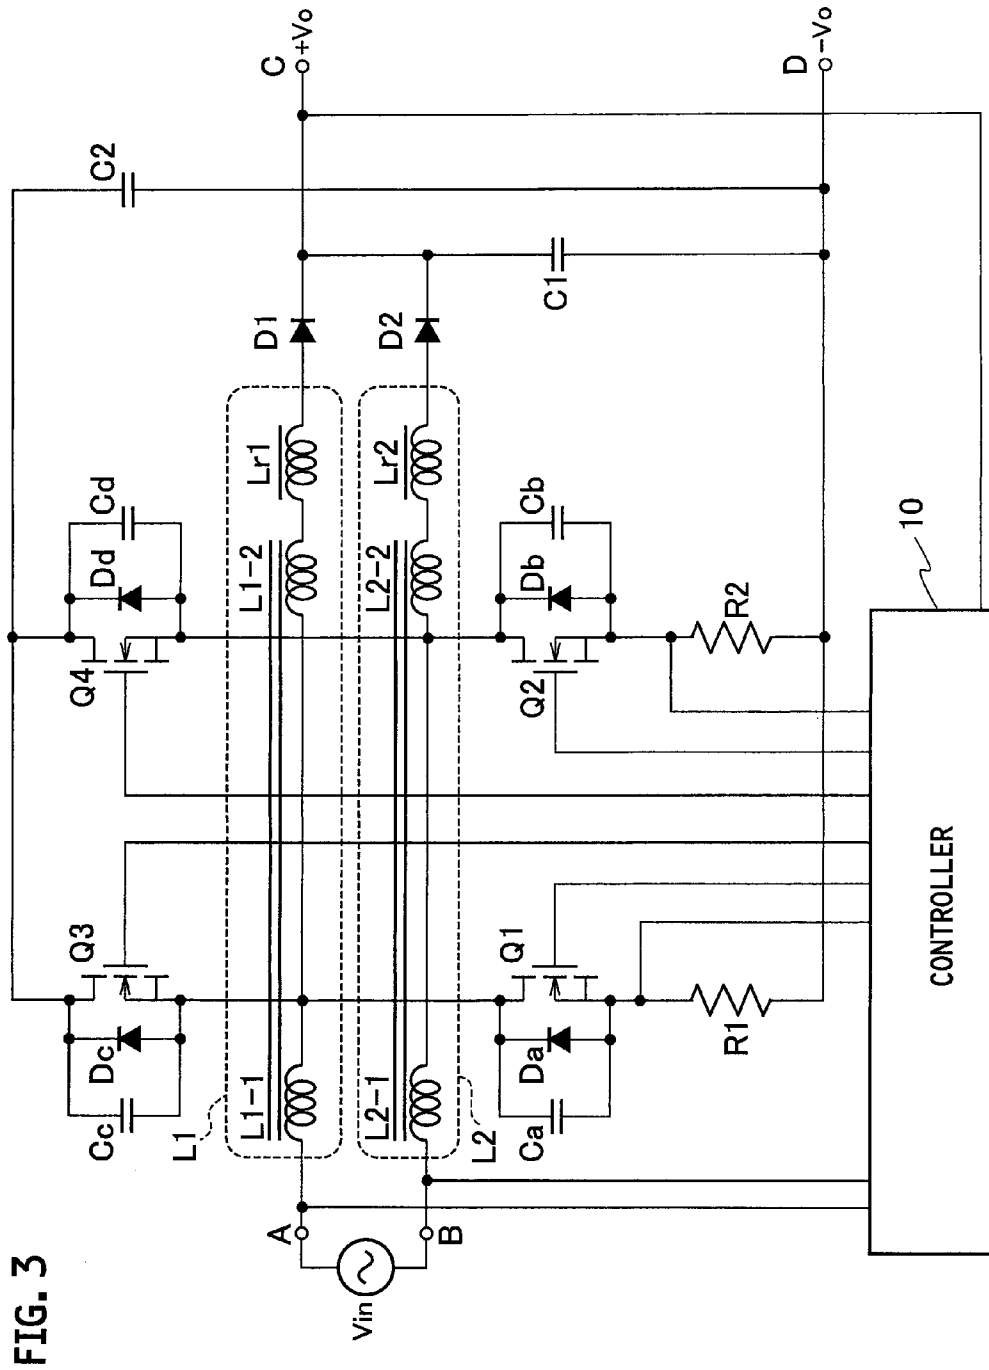 FIG. 3
C2
C
+Vo
Q3
Q4
Cc
Dc
Dd
Cd
L1
L1-1
L1-2
Lr1
D1
A
Vin
B
L2-1
L2-2
Lr2
D2
L2
Ca
Da
Q1
Q2
Db
Cb
C1
D
-Vo
R1
R2
10
CONTROLLER